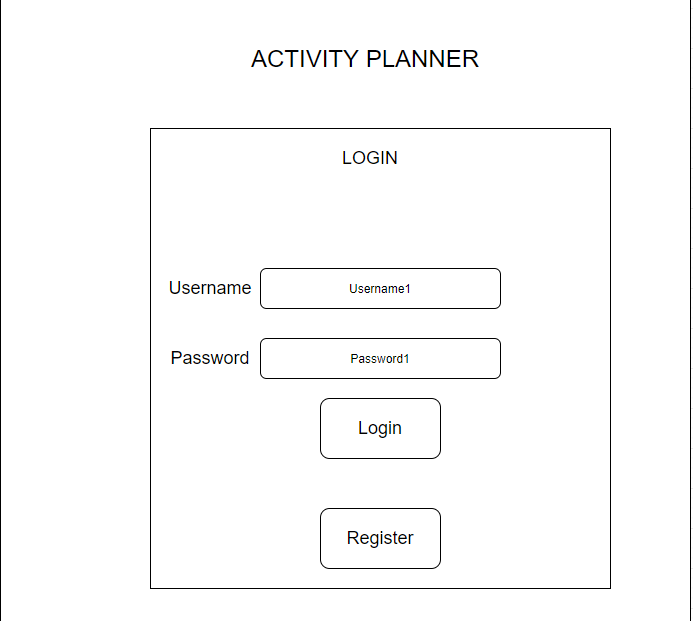 ACTIVITY PLANNER
LOGIN
Username Username1
Password Password1
Login
Register